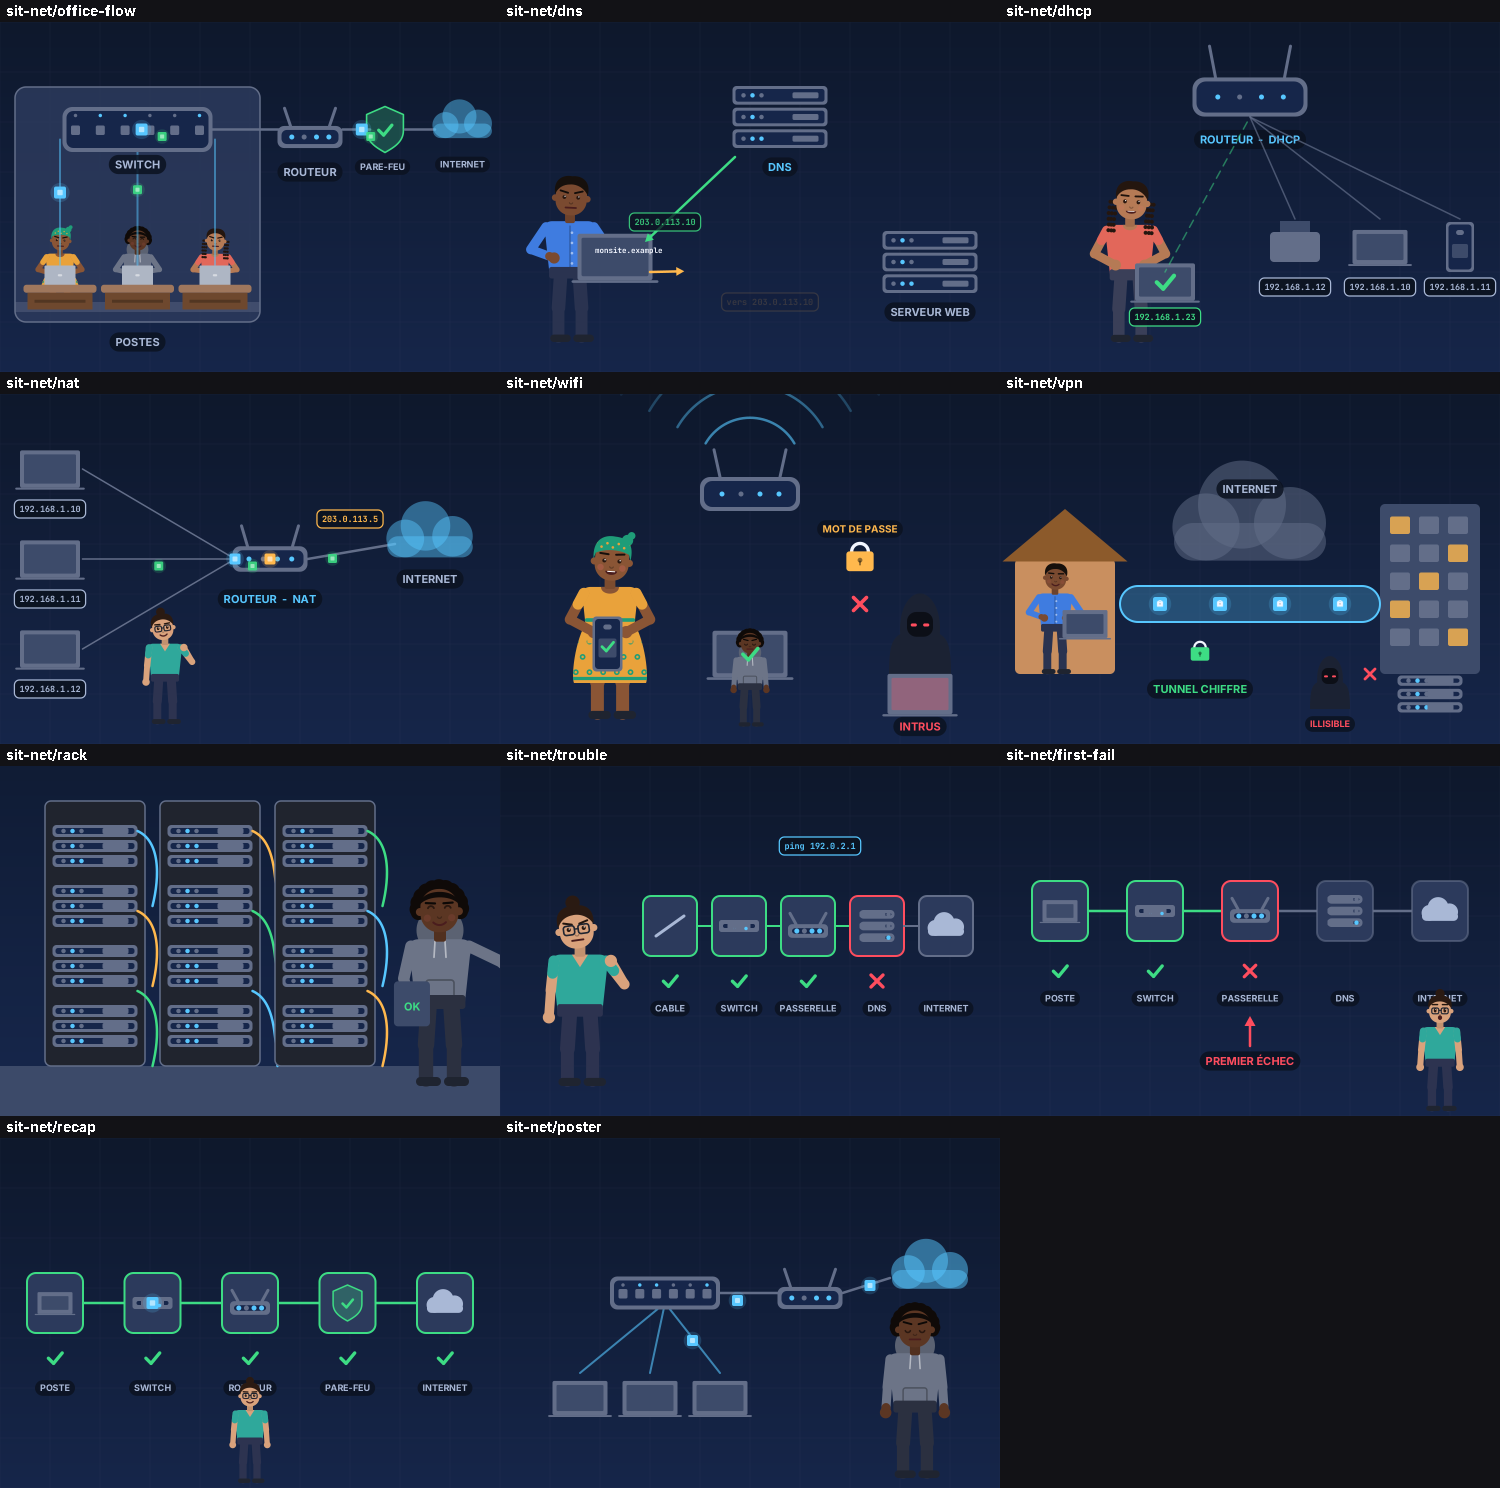 sit-net/office-flow
SWITCH
ROUTEUR
PARE-FEU
INTERNET
POSTES
sit-net/dns
DNS
203.0.113.10
monsite.example
vers 203.0.113.10
SERVEUR WEB
sit-net/dhcp
ROUTEUR - DHCP
192.168.1.12
192.168.1.10
192.168.1.11
192.168.1.23
sit-net/nat
192.168.1.10
203.0.113.5
INTERNET
192.168.1.11
ROUTEUR - NAT
192.168.1.12
sit-net/wifi
MOT DE PASSE
INTRUS
sit-net/vpn
INTERNET
TUNNEL CHIFFRE
ILLISIBLE
sit-net/rack
OK
sit-net/trouble
ping 192.0.2.1
CABLE
SWITCH
PASSERELLE
DNS
INTERNET
sit-net/first-fail
POSTE
SWITCH
PASSERELLE
DNS
PREMIER ÉCHEC
sit-net/recap
POSTE
SWITCH
PARE-FEU
INTERNET
sit-net/poster